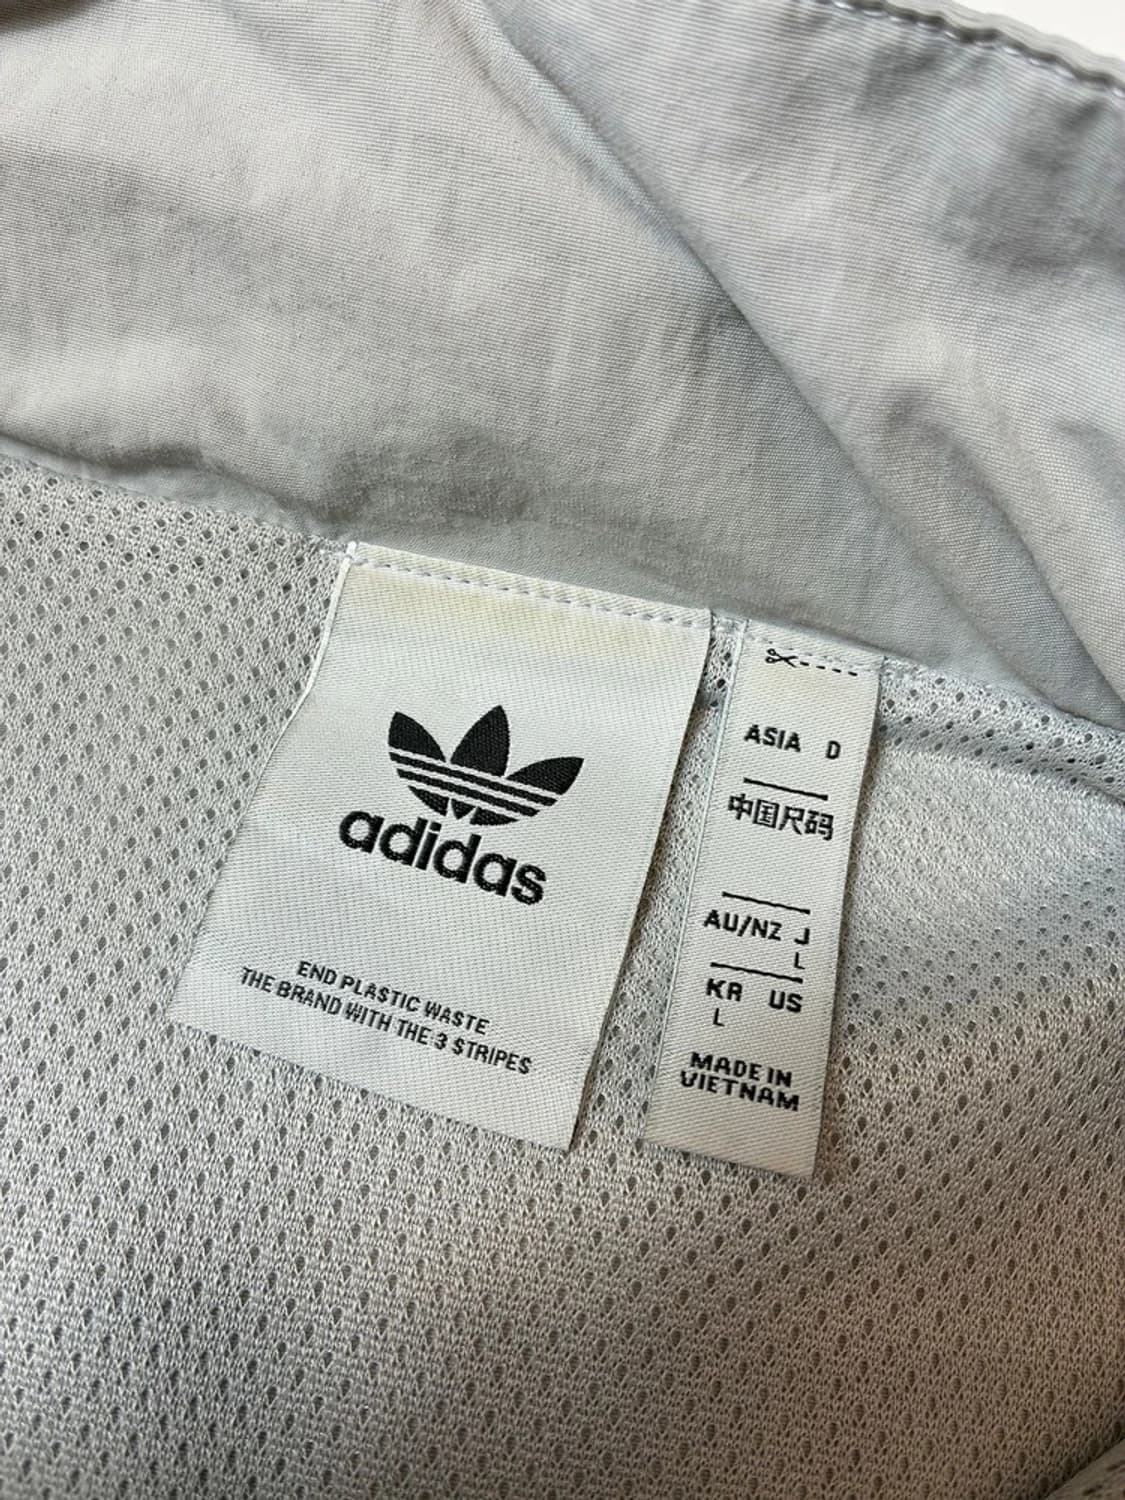 adidas
END PLASTIC WASTE
THE BRAND WITH THE 3 STRIPES
ASIA D
中国尺码
AU/NZ J
L
KR US
L
MADE IN
VIETNAM